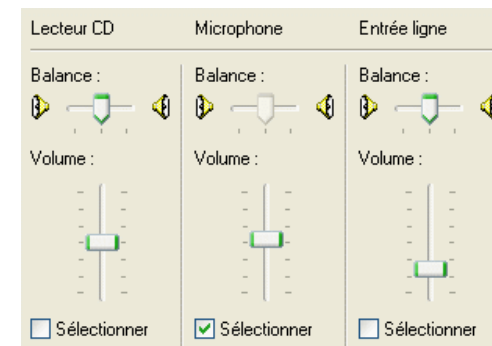 Lecteur CD Microphone Entrée ligne
Balance : Balance : Balance :
Volume : Volume : Volume :
Sélectionner Sélectionner Sélectionner